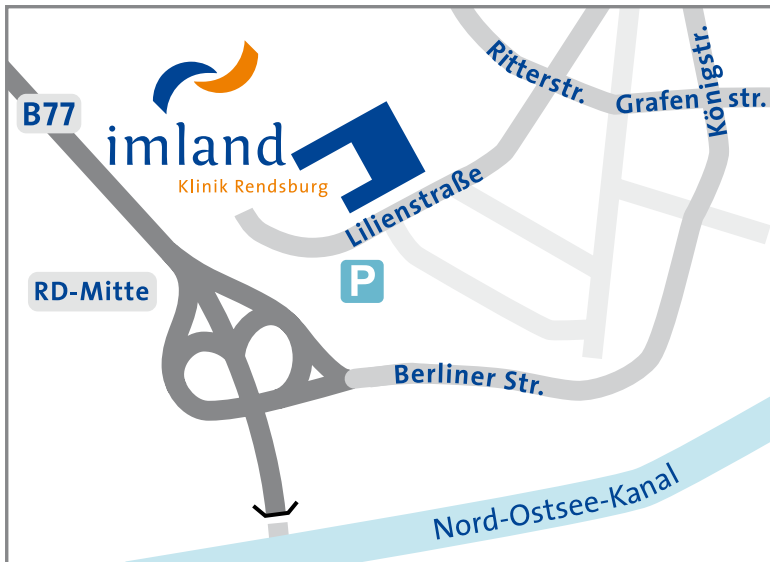 Ritterstr.
Grafen str.
Königstr.
B77
imland
Klinik Rendsburg
Lilienstraße
P
RD-Mitte
Berliner Str.
Nord-Ostsee-Kanal